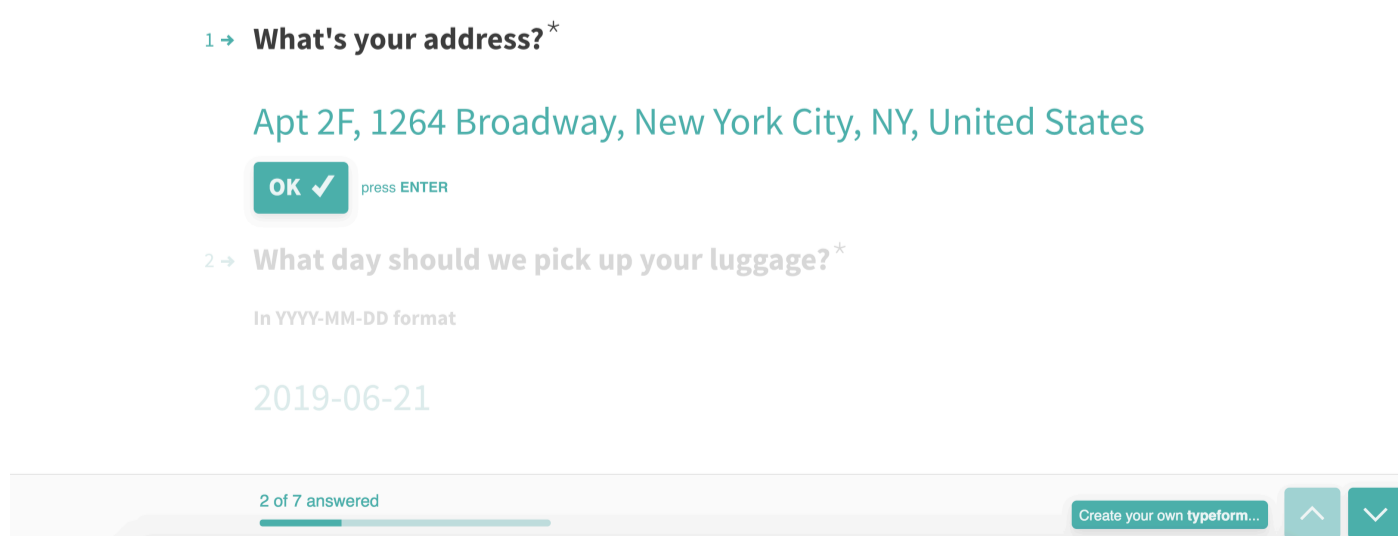 1 → What's your address?*
Apt 2F, 1264 Broadway, New York City, NY, United States
OK ✓ press ENTER
2 → What day should we pick up your luggage?*
In YYYY-MM-DD format
2019-06-21
2 of 7 answered
Create your own typeform...